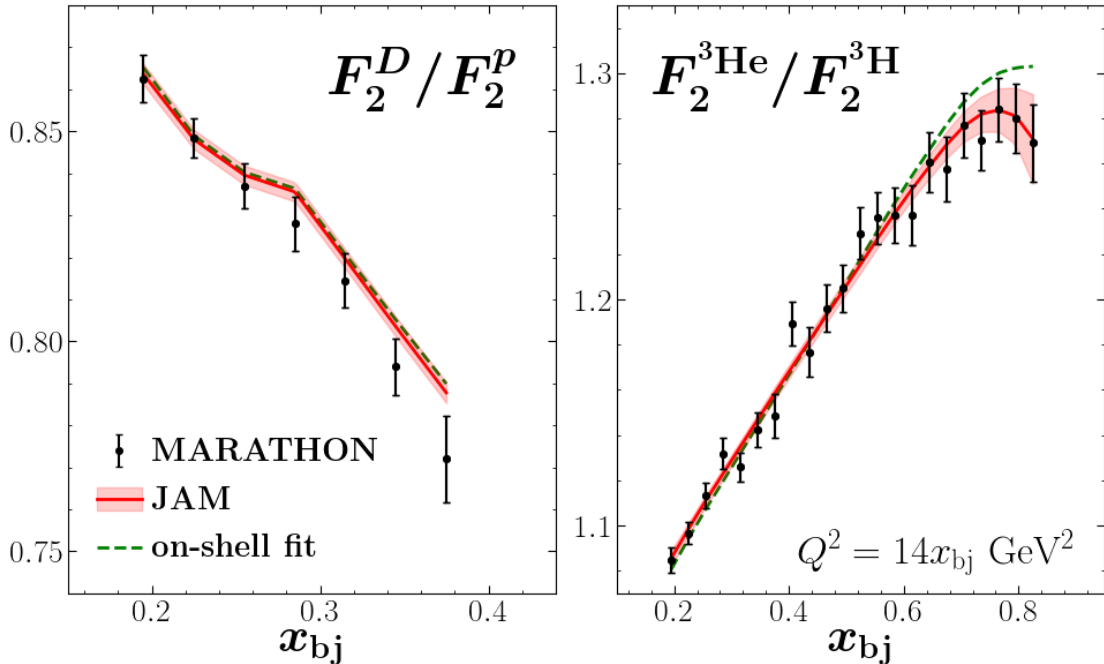 F_2^D/F_2^p
0.85
0.80
0.75
MARATHON
JAM
on-shell fit
0.2 0.3 0.4
x_bj
F_2^{3He}/F_2^{3H}
1.3
1.2
1.1
Q^2 = 14x_bj GeV^2
0.2 0.4 0.6 0.8
x_bj